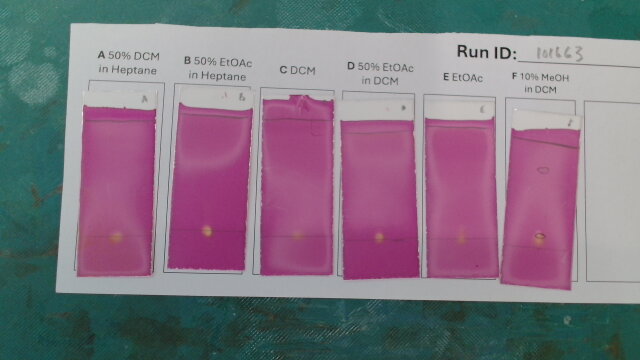 Run ID: 101663
A 50% DCM
in Heptane
B 50% EtOAc
in Heptane
C DCM
D 50% EtOAc
in DCM
E EtOAc
F 10% MeOH
in DCM
A
B
E
F